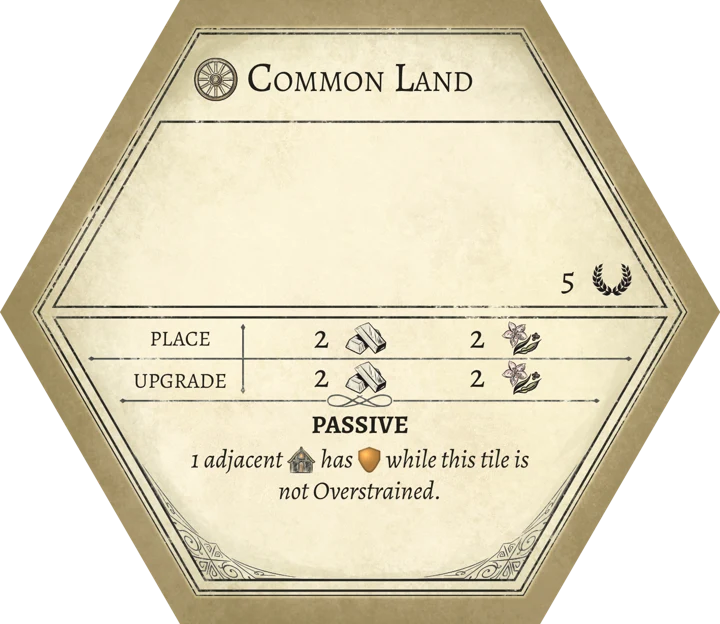 Common Land
5
PLACE 2 2
UPGRADE 2 2
PASSIVE
1 adjacent has while this tile is
not Overstrained.